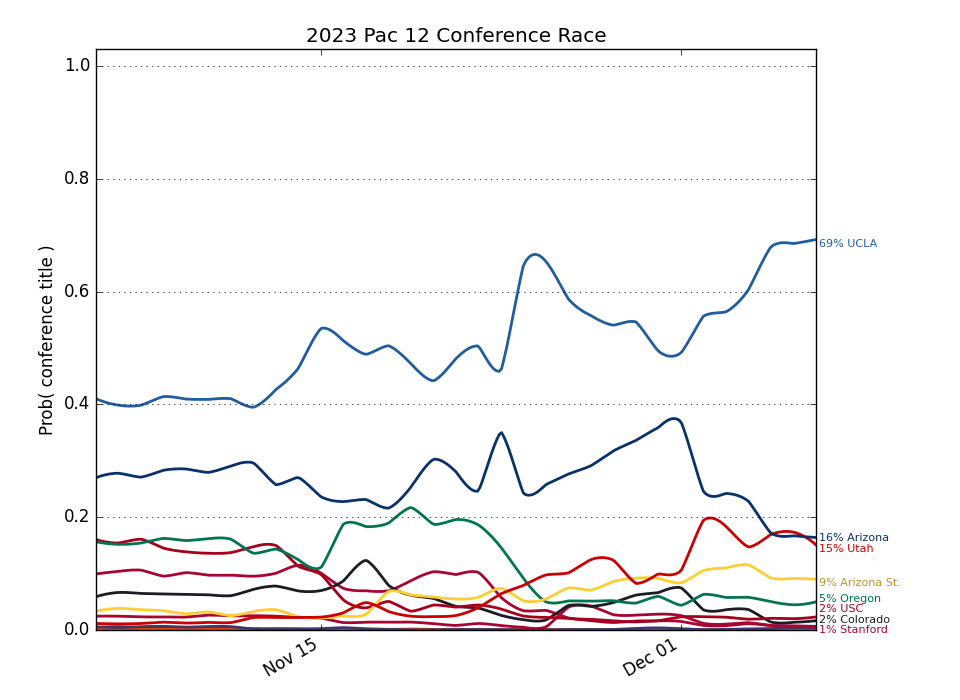 2023 Pac 12 Conference Race
Prob( conference title )
1.0
0.8
0.6
0.4
0.2
0.0
Nov 15
Dec 01
69% UCLA
16% Arizona
15% Utah
9% Arizona St.
5% Oregon
2% USC
2% Colorado
1% Stanford